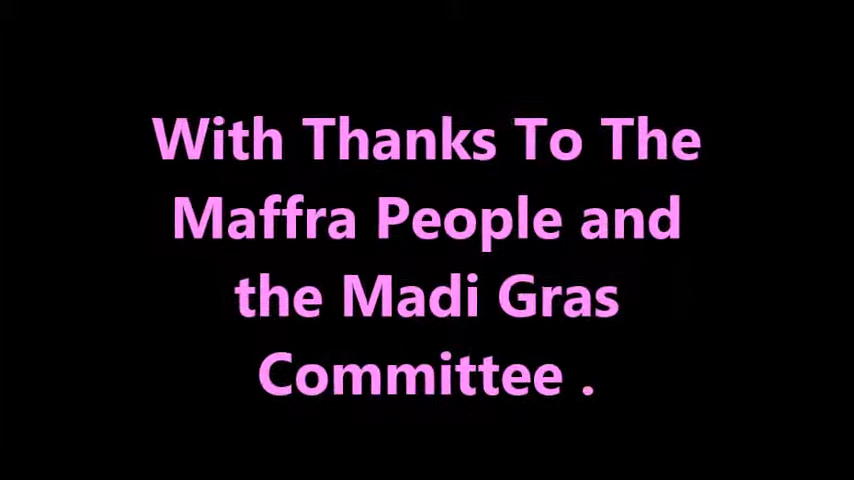 With Thanks To The
Maffra People and
the Madi Gras
Committee .